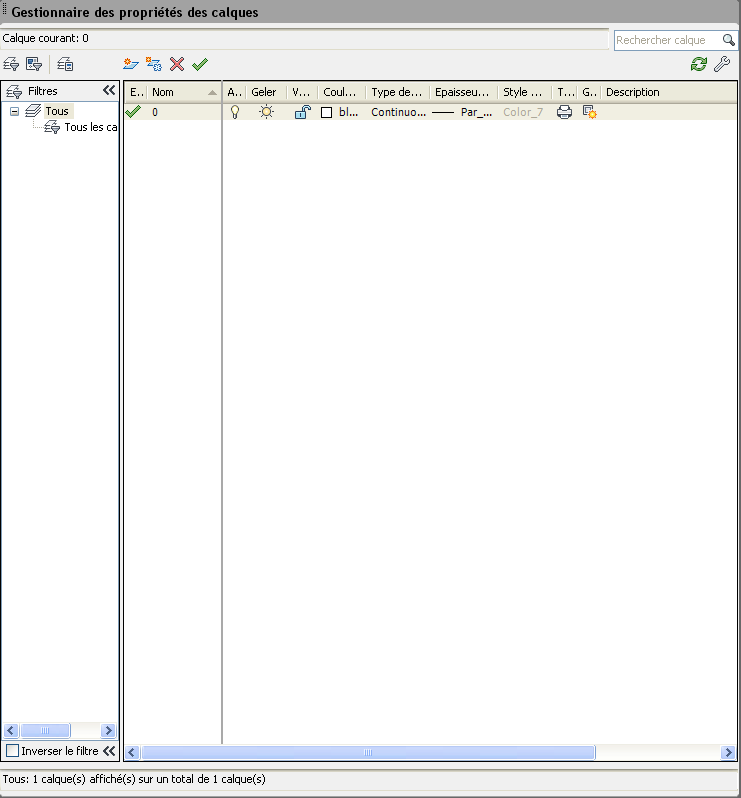 Gestionnaire des propriétés des calques
Calque courant: 0
Rechercher calque
Filtres
E.. Nom A.. Geler V... Coul... Type de... Epaisseu... Style ... T... G.. Description
Tous
0 bl... Continuo... Par_... Color_7
Tous les ca
Inverser le filtre
Tous: 1 calque(s) affiché(s) sur un total de 1 calque(s)